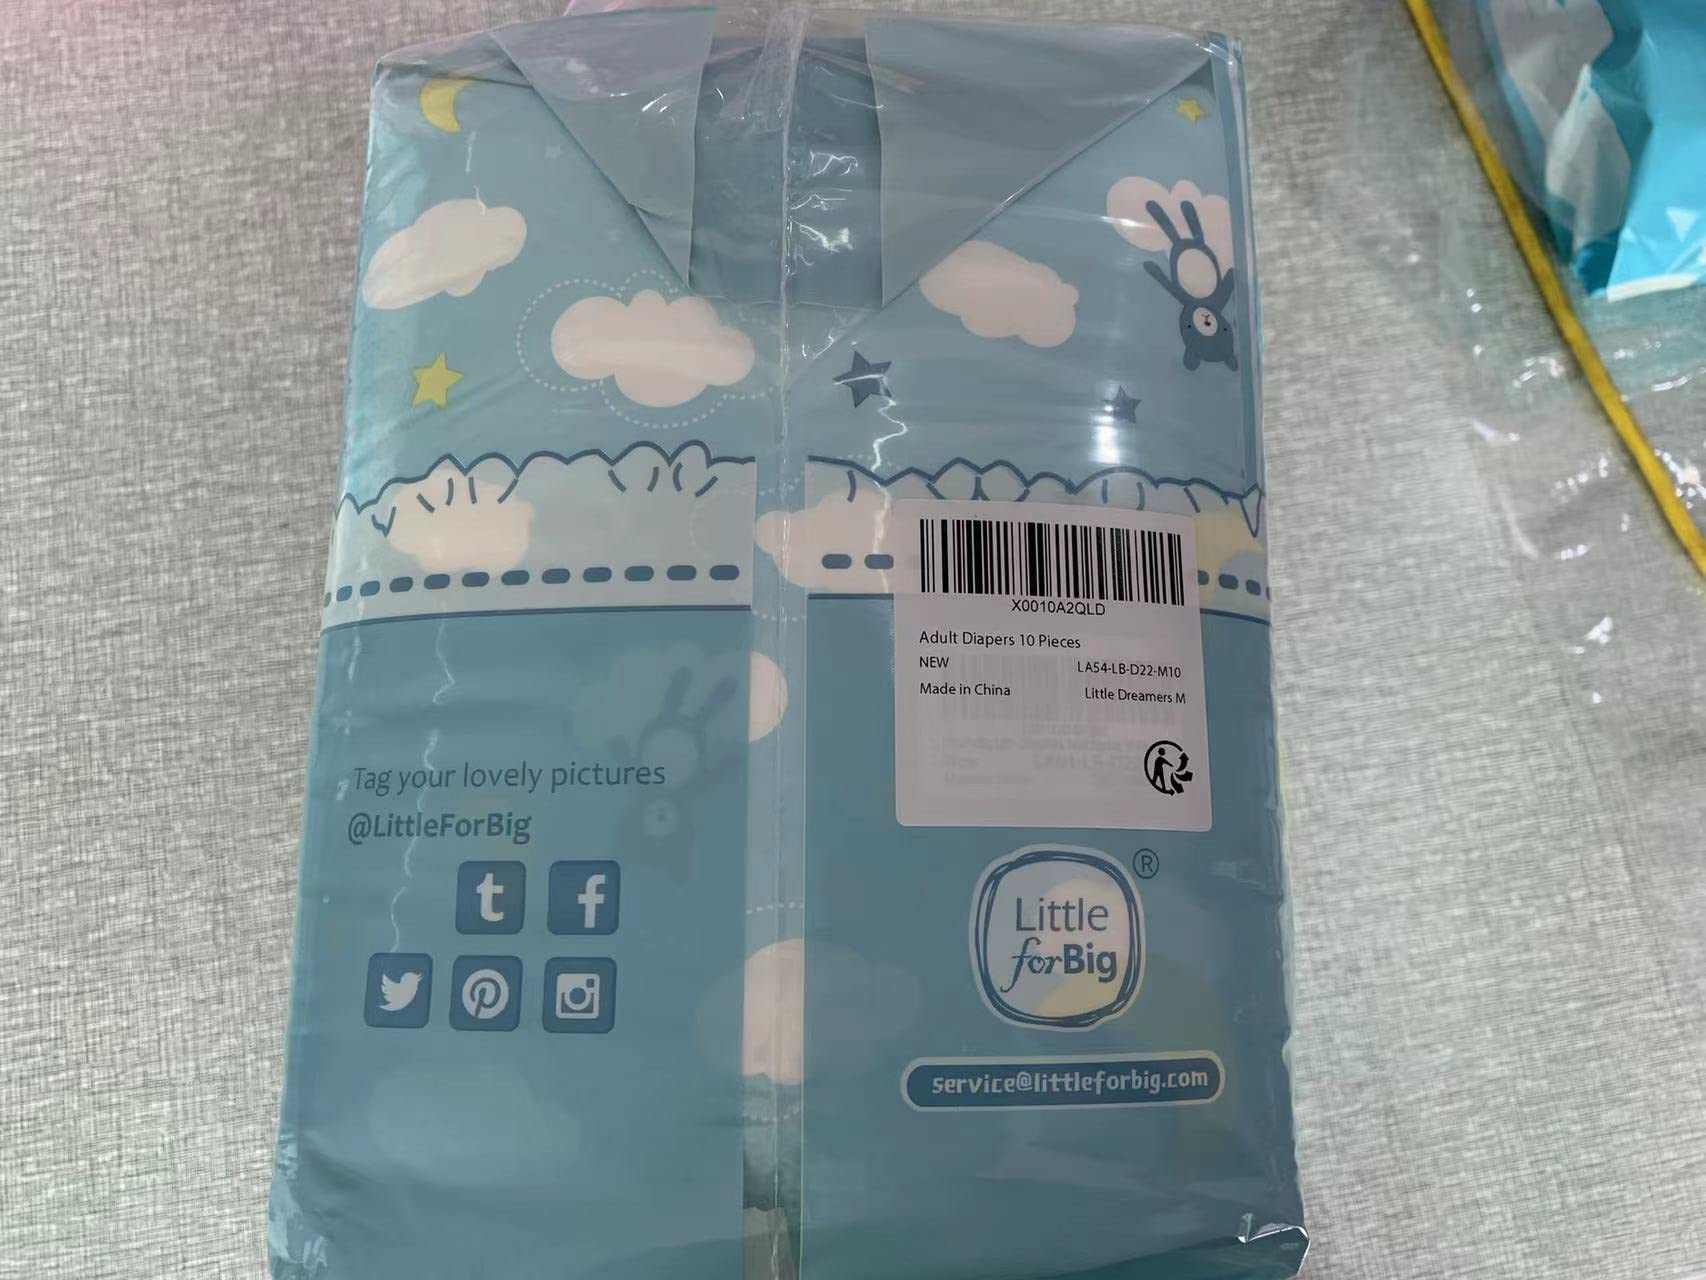 X0010A2QLD
Adult Diapers 10 Pieces
NEW LA54-LB-D22-M10
Made in China Little Dreamers M
Tag your lovely pictures
@LittleForBig
t f
Little ®
forBig
service@littleforbig.com